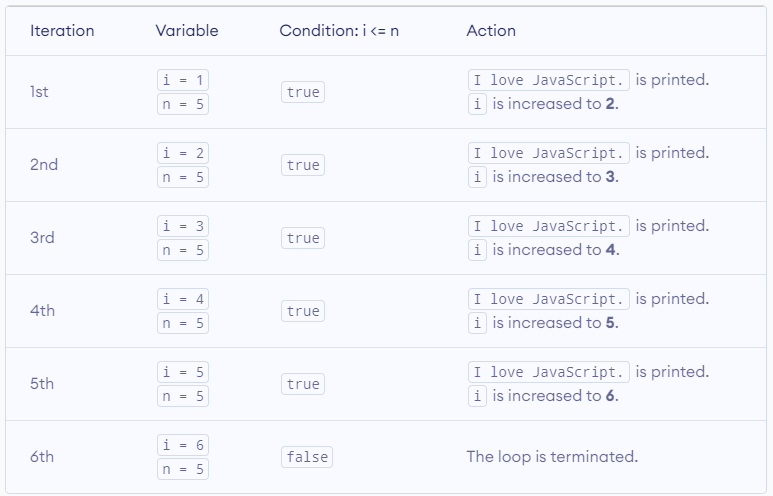 Iteration Variable Condition: i <= n Action
1st i = 1 n = 5 true I love JavaScript. is printed.
i is increased to 2.
2nd i = 2 n = 5 true I love JavaScript. is printed.
i is increased to 3.
3rd i = 3 n = 5 true I love JavaScript. is printed.
i is increased to 4.
4th i = 4 n = 5 true I love JavaScript. is printed.
i is increased to 5.
5th i = 5 n = 5 true I love JavaScript. is printed.
i is increased to 6.
6th i = 6 n = 5 false The loop is terminated.